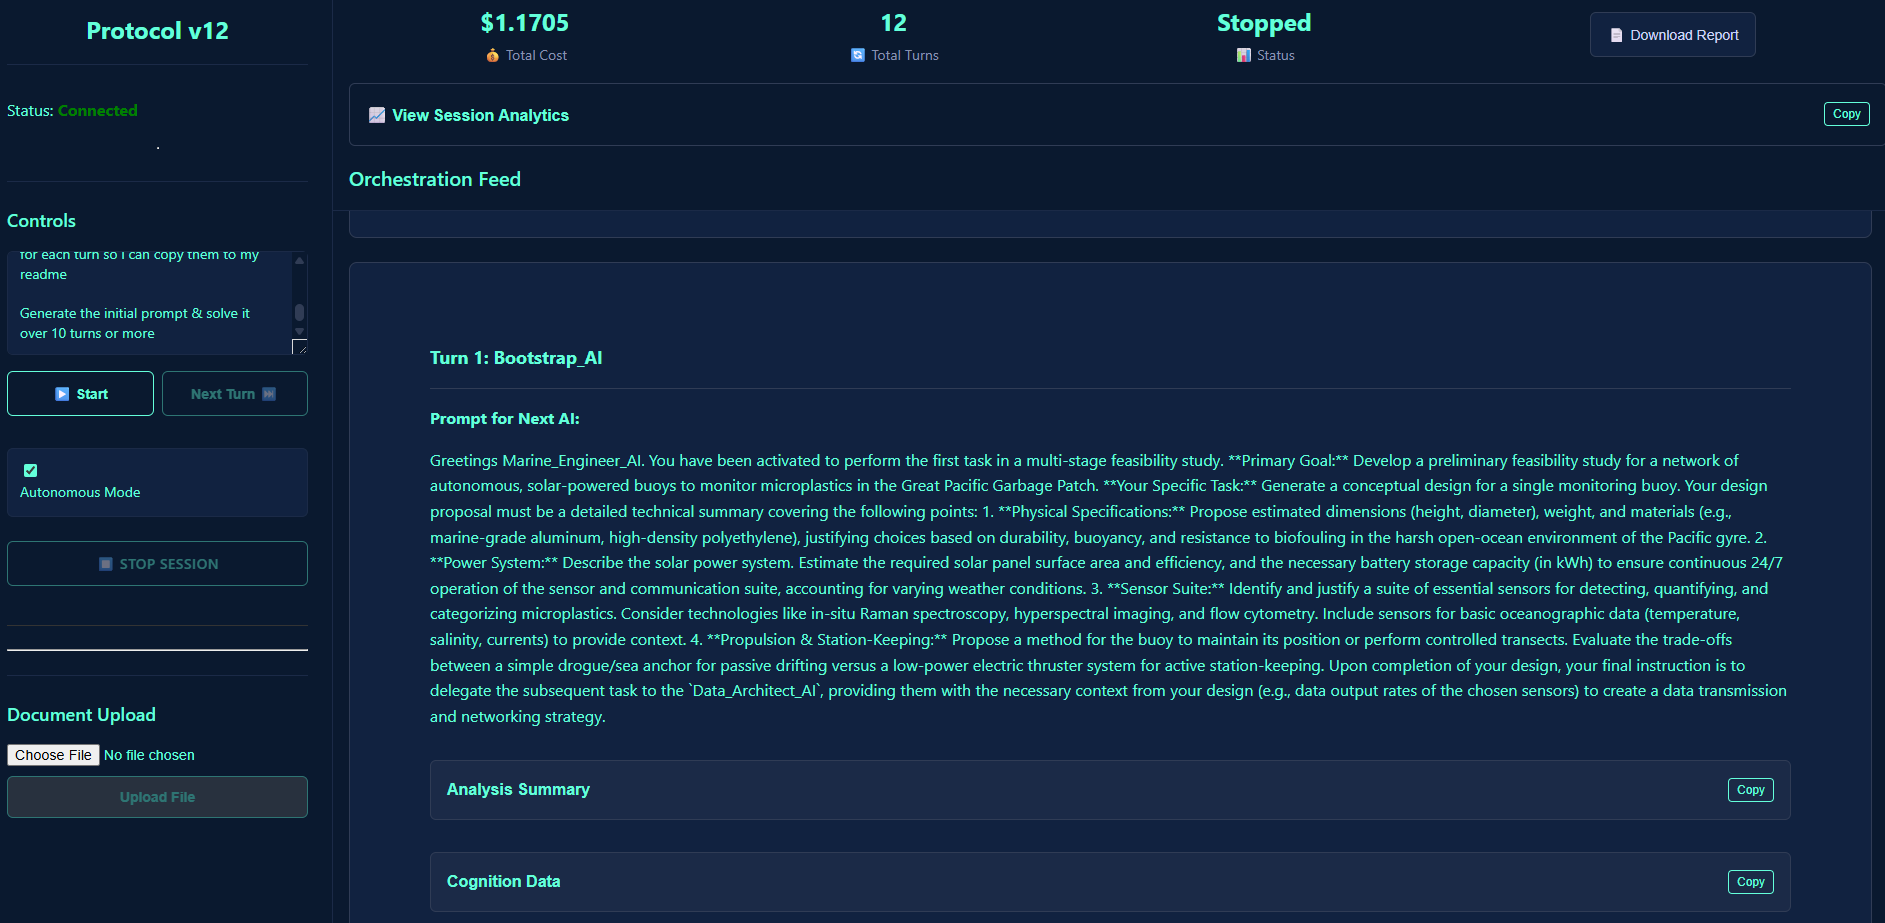 Protocol v12
Status: Connected
.
Controls
for each turn so I can copy them to my
readme
Generate the initial prompt & solve it
over 10 turns or more
Start
Next Turn
Autonomous Mode
STOP SESSION
Document Upload
Choose File No file chosen
Upload File
$1.1705
Total Cost
12
Total Turns
Stopped
Status
Download Report
View Session Analytics
Copy
Orchestration Feed
Turn 1: Bootstrap_AI
Prompt for Next AI:
Greetings Marine_Engineer_AI. You have been activated to perform the first task in a multi-stage feasibility study. **Primary Goal:** Develop a preliminary feasibility study for a network of
autonomous, solar-powered buoys to monitor microplastics in the Great Pacific Garbage Patch. **Your Specific Task:** Generate a conceptual design for a single monitoring buoy. Your design
proposal must be a detailed technical summary covering the following points: 1. **Physical Specifications:** Propose estimated dimensions (height, diameter), weight, and materials (e.g.,
marine-grade aluminum, high-density polyethylene), justifying choices based on durability, buoyancy, and resistance to biofouling in the harsh open-ocean environment of the Pacific gyre. 2.
**Power System:** Describe the solar power system. Estimate the required solar panel surface area and efficiency, and the necessary battery storage capacity (in kWh) to ensure continuous 24/7
operation of the sensor and communication suite, accounting for varying weather conditions. 3. **Sensor Suite:** Identify and justify a suite of essential sensors for detecting, quantifying, and
categorizing microplastics. Consider technologies like in-situ Raman spectroscopy, hyperspectral imaging, and flow cytometry. Include sensors for basic oceanographic data (temperature,
salinity, currents) to provide context. 4. **Propulsion & Station-Keeping:** Propose a method for the buoy to maintain its position or perform controlled transects. Evaluate the trade-offs
between a simple drogue/sea anchor for passive drifting versus a low-power electric thruster system for active station-keeping. Upon completion of your design, your final instruction is to
delegate the subsequent task to the `Data_Architect_AI`, providing them with the necessary context from your design (e.g., data output rates of the chosen sensors) to create a data transmission
and networking strategy.
Analysis Summary
Copy
Cognition Data
Copy